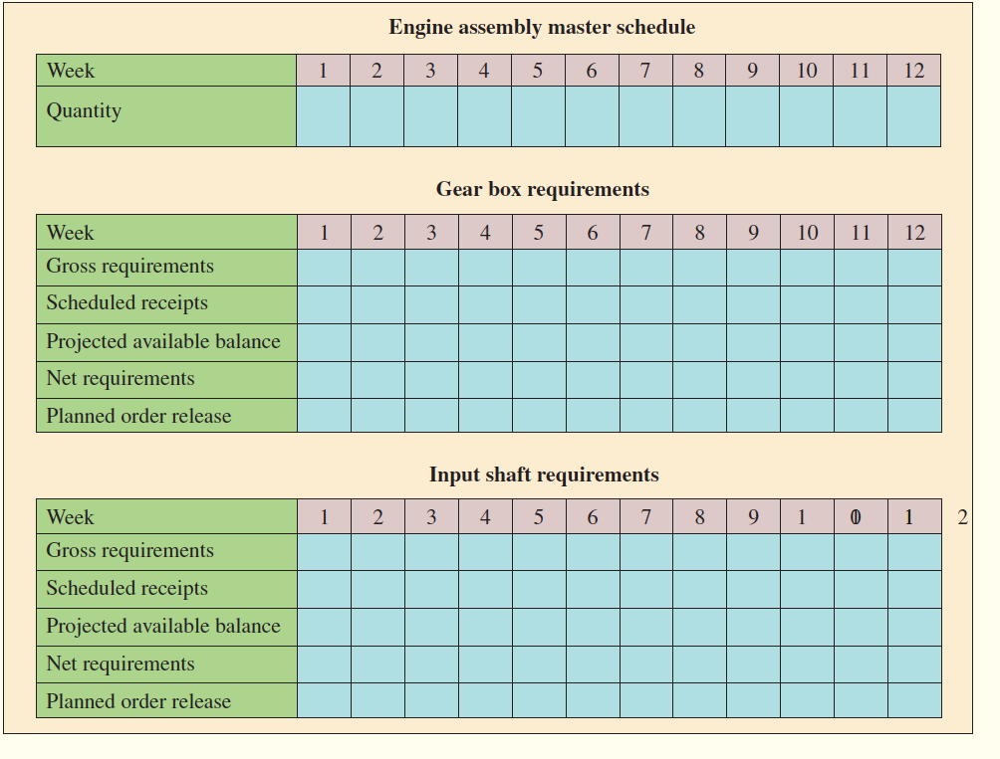 Engine assembly master schedule
Week 1 2 3 4 5 6 7 8 9 10 11 12
Quantity
Gear box requirements
Week 1 2 3 4 5 6 7 8 9 10 11 12
Gross requirements
Scheduled receipts
Projected available balance
Net requirements
Planned order release
Input shaft requirements
Week 1 2 3 4 5 6 7 8 9 1 0 1 2
Gross requirements
Scheduled receipts
Projected available balance
Net requirements
Planned order release